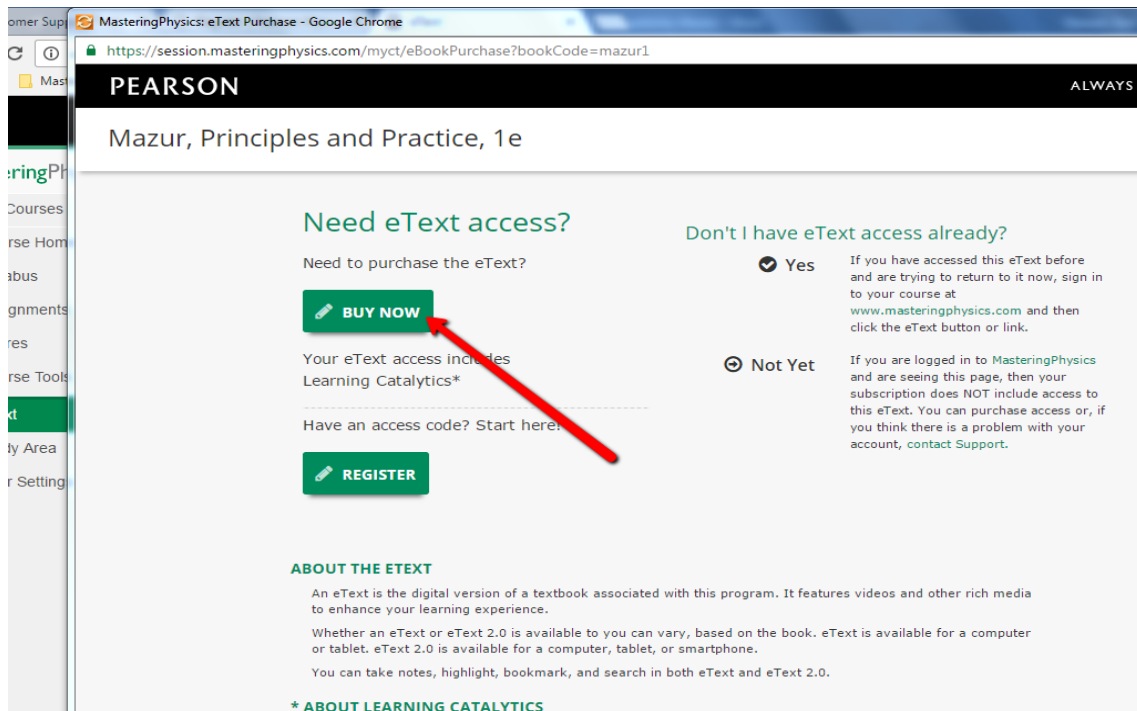 omer Supp
MasteringPhysics: eText Purchase - Google Chrome
https://session.masteringphysics.com/myct/eBookPurchase?bookCode=mazur1
Mast
PEARSON
ALWAYS
Mazur, Principles and Practice, 1e
eringPh
Courses
rse Hom
abus
gnments
res
rse Tools
xt
dy Area
r Setting
Need eText access?
Need to purchase the eText?
BUY NOW
Your eText access includes
Learning Catalytics*
Have an access code? Start here!
REGISTER
Don't I have eText access already?
Yes
If you have accessed this eText before
and are trying to return to it now, sign in
to your course at
www.masteringphysics.com and then
click the eText button or link.
Not Yet
If you are logged in to MasteringPhysics
and are seeing this page, then your
subscription does NOT include access to
this eText. You can purchase access or, if
you think there is a problem with your
account, contact Support.
ABOUT THE ETEXT
An eText is the digital version of a textbook associated with this program. It features videos and other rich media
to enhance your learning experience.
Whether an eText or eText 2.0 is available to you can vary, based on the book. eText is available for a computer
or tablet. eText 2.0 is available for a computer, tablet, or smartphone.
You can take notes, highlight, bookmark, and search in both eText and eText 2.0.
* ABOUT LEARNING CATALYTICS